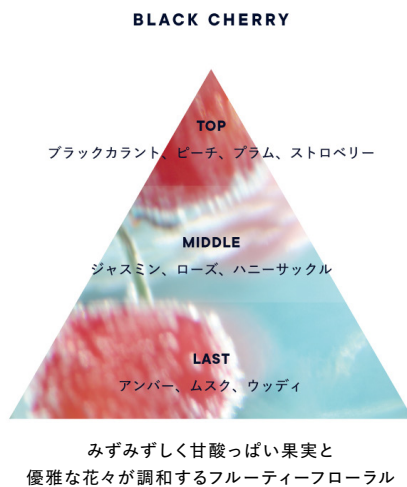 BLACK CHERRY
TOP
ブラックカラント、ピーチ、プラム、ストロベリー
MIDDLE
ジャスミン、ローズ、ハニーサックル
LAST
アンバー、ムスク、ウッディ
みずみずしく甘酸っぱい果実と
優雅な花々が調和するフルーティーフローラル